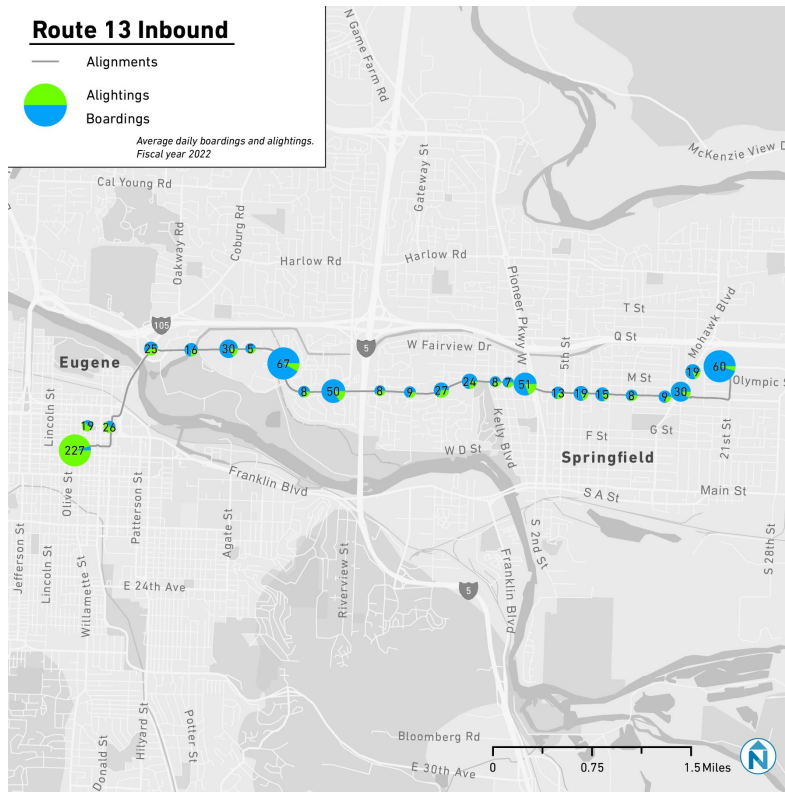 Route 13 Inbound
Alignments
Alightings
Boardings
Average daily boardings and alightings.
Fiscal year 2022
N Game Farm Rd
McKenzie View D
Cal Young Rd
Gateway St
Oakway Rd
Coburg Rd
Harlow Rd
Harlow Rd
Pioneer Pkwy W
T St
Mohawk Blvd
105
5
Q St
5th St
W Fairview Dr
Eugene
25
16
30
5
67
8
50
8
9
27
24
8
7
51
13
19
15
8
9
30
19
60
M St
Olympic S
Lincoln St
19
26
227
Kelly Blvd
F St
G St
21st St
W D St
Springfield
Olive St
Franklin Blvd
Patterson St
S A St
Main St
Agate St
S 2nd St
S 28th St
Jefferson St
Lincoln St
Willamette St
Riverview St
Franklin Blvd
E 24th Ave
5
Hilyard St
Potter St
Donald St
Bloomberg Rd
E 30th Ave
0
0.75
1.5 Miles
N